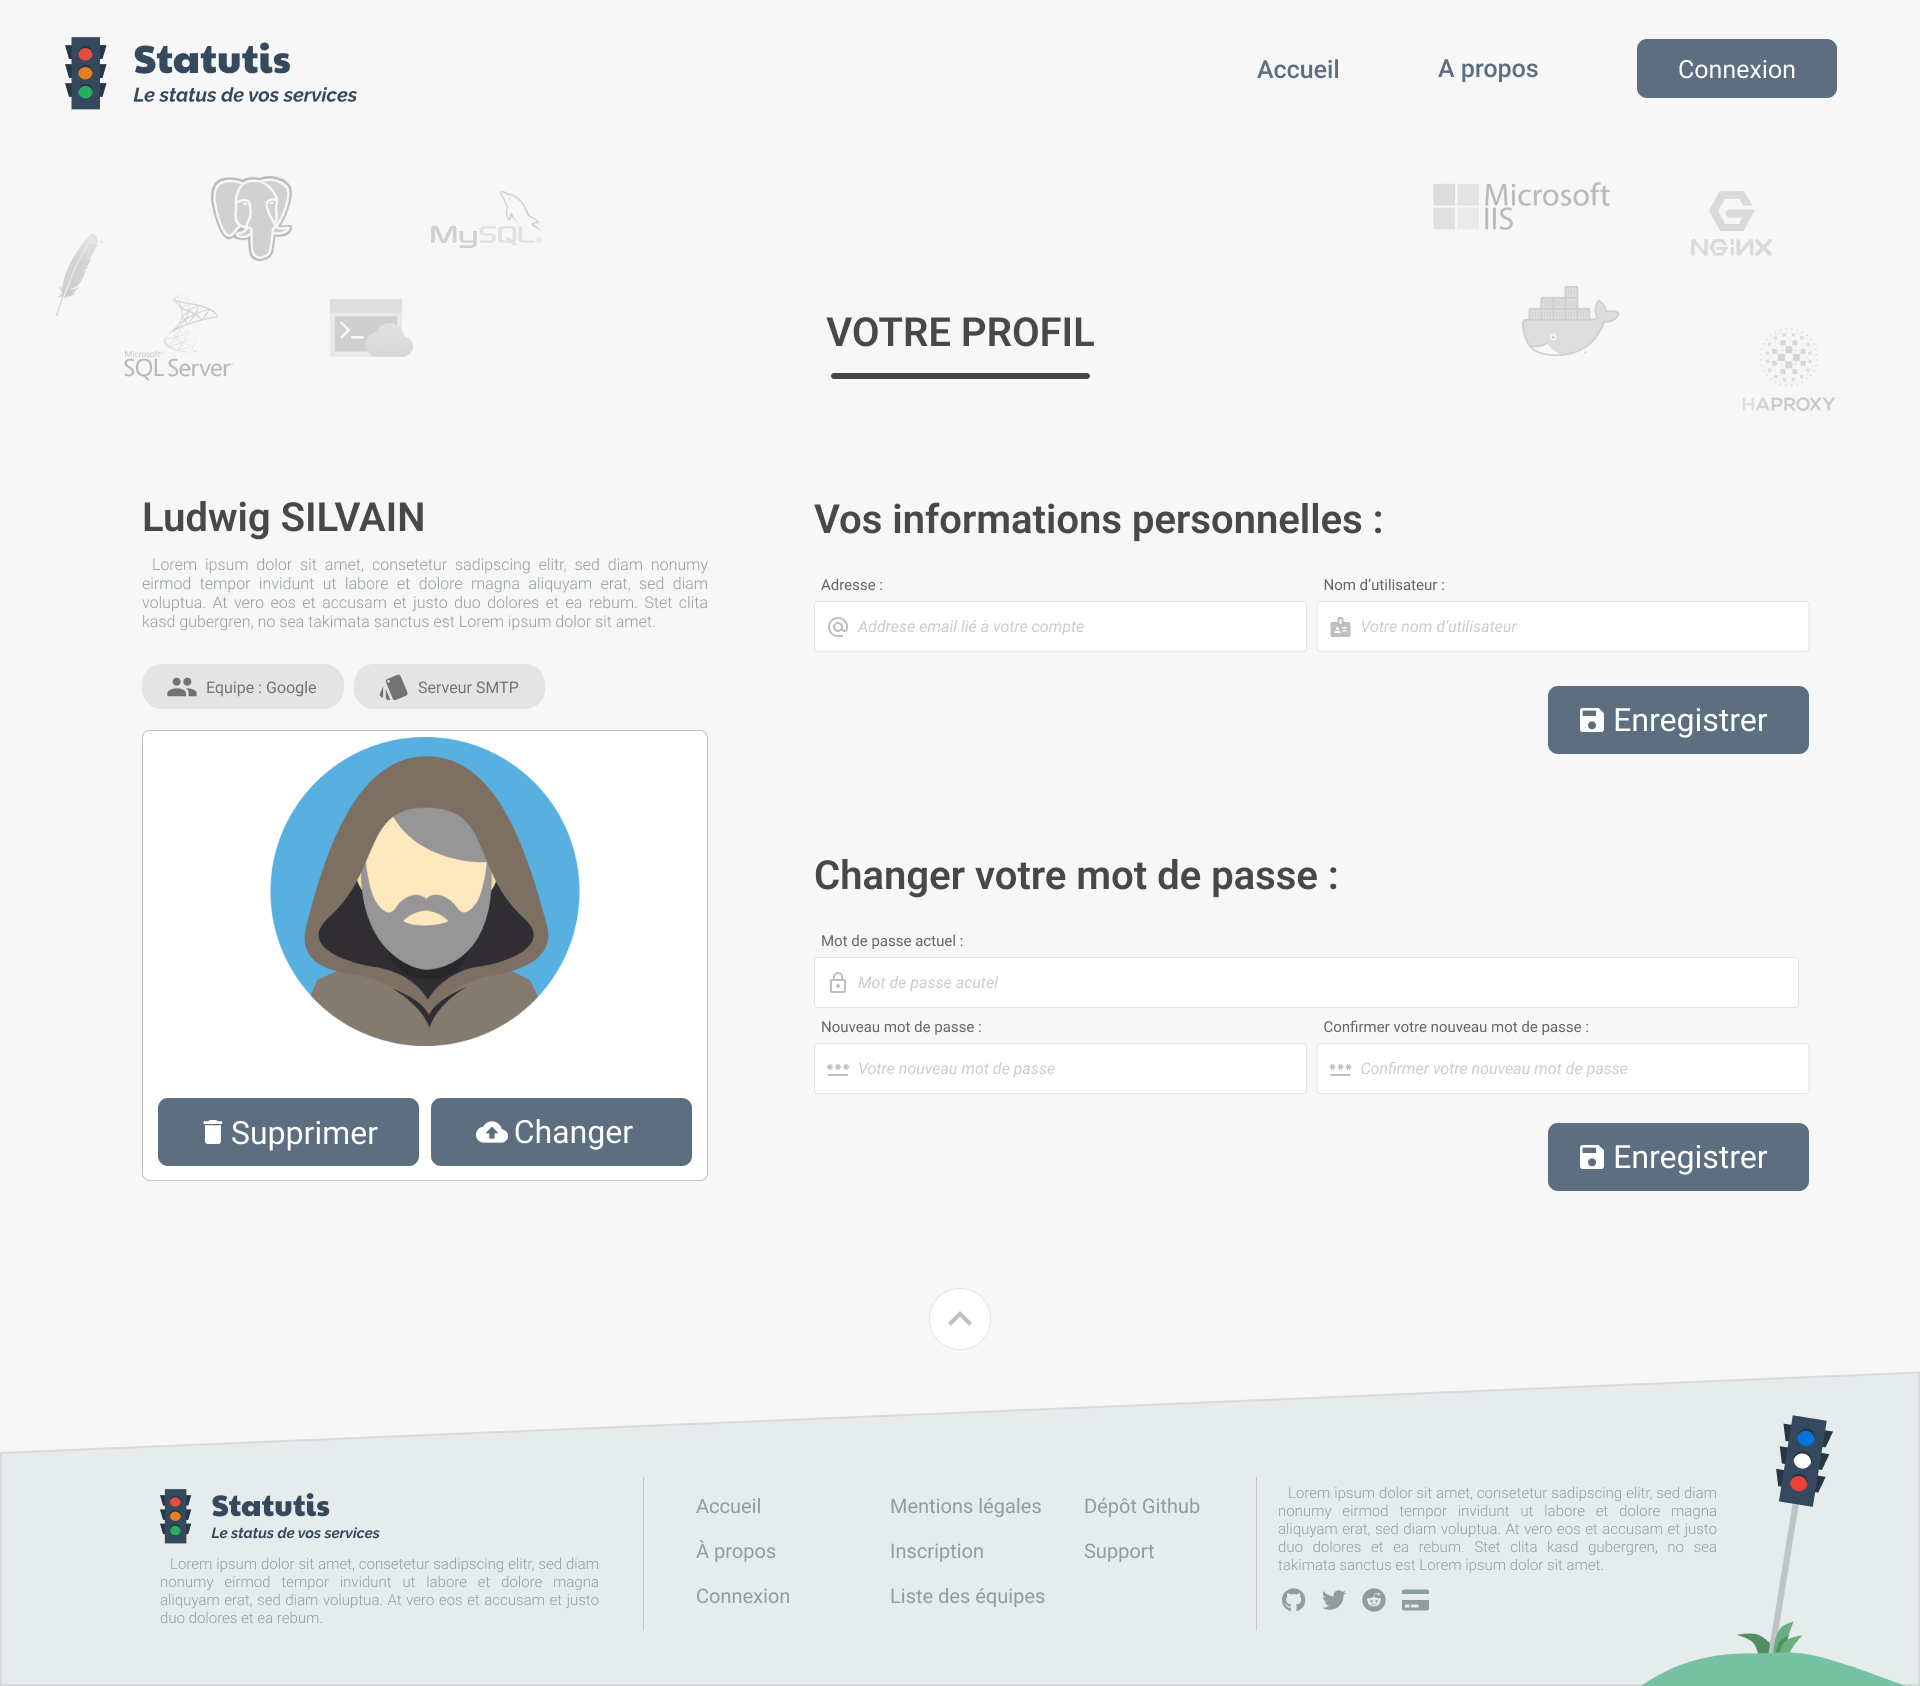 Statutis
Le status de vos services
Accueil
A propos
Connexion
MySQL®
Microsoft
IIS
NGINX
Microsoft®
SQL Server
HAPROXY
VOTRE PROFIL
Ludwig SILVAIN
Lorem ipsum dolor sit amet, consetetur sadipscing elitr, sed diam nonumy
eirmod tempor invidunt ut labore et dolore magna aliquyam erat, sed diam
voluptua. At vero eos et accusam et justo duo dolores et ea rebum. Stet clita
kasd gubergren, no sea takimata sanctus est Lorem ipsum dolor sit amet.
Equipe : Google
Serveur SMTP
Supprimer
Changer
Vos informations personnelles :
Adresse :
Nom d’utilisateur :
Addrese email lié à votre compte
Votre nom d’utilisateur
Enregistrer
Changer votre mot de passe :
Mot de passe actuel :
Mot de passe acutel
Nouveau mot de passe :
Confirmer votre nouveau mot de passe :
Votre nouveau mot de passe
Confirmer votre nouveau mot de passe
Enregistrer
Statutis
Le status de vos services
Lorem ipsum dolor sit amet, consetetur sadipscing elitr, sed diam
nonumy eirmod tempor invidunt ut labore et dolore magna
aliquyam erat, sed diam voluptua. At vero eos et accusam et justo
duo dolores et ea rebum.
Accueil
À propos
Connexion
Mentions légales
Inscription
Liste des équipes
Dépôt Github
Support
Lorem ipsum dolor sit amet, consetetur sadipscing elitr, sed diam
nonumy eirmod tempor invidunt ut labore et dolore magna
aliquyam erat, sed diam voluptua. At vero eos et accusam et justo
duo dolores et ea rebum. Stet clita kasd gubergren, no sea
takimata sanctus est Lorem ipsum dolor sit amet.